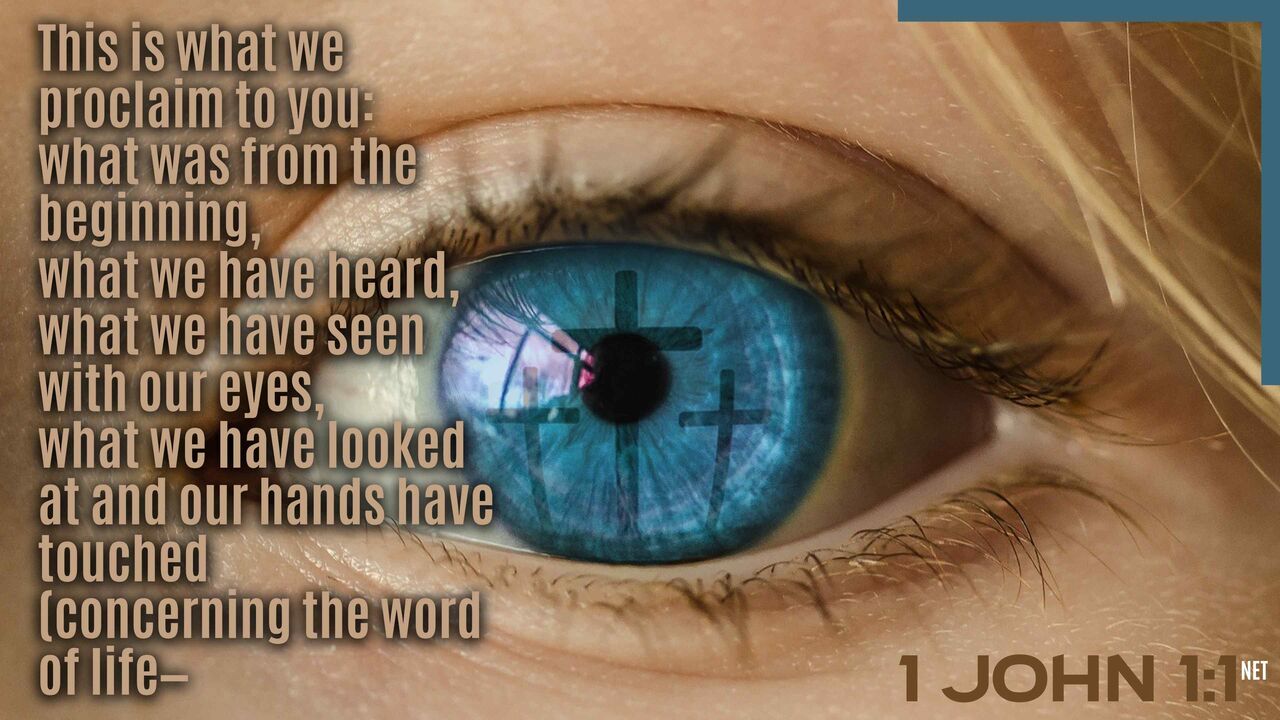 This is what we
proclaim to you:
what was from the
beginning,
what we have heard,
what we have seen
with our eyes,
what we have looked
at and our hands have
touched
(concerning the word
of life—
1 JOHN 1:1 NET